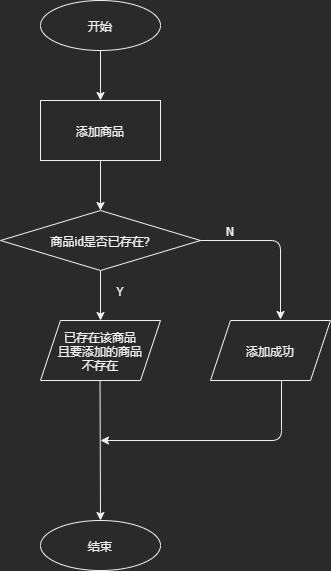 开始
添加商品
商品id是否已存在?
N
Y
已存在该商品
且要添加的商品
不存在
添加成功
结束